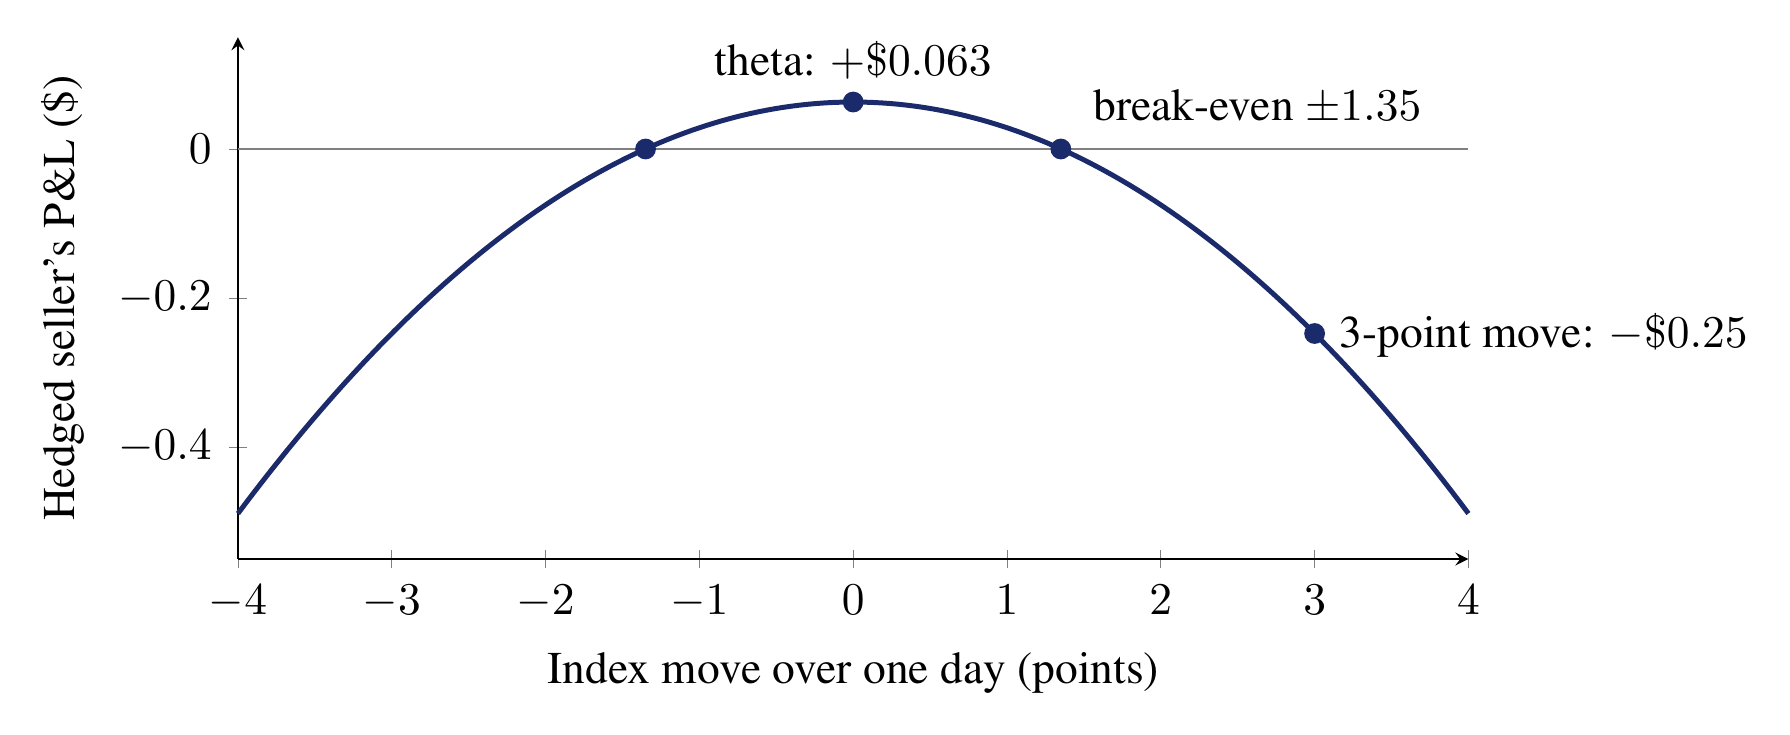 theta: +$0.063
break-even ±1.35
3-point move: −$0.25
Hedged seller’s P&L ($)
0
−0.2
−0.4
−4 −3 −2 −1 0 1 2 3 4
Index move over one day (points)